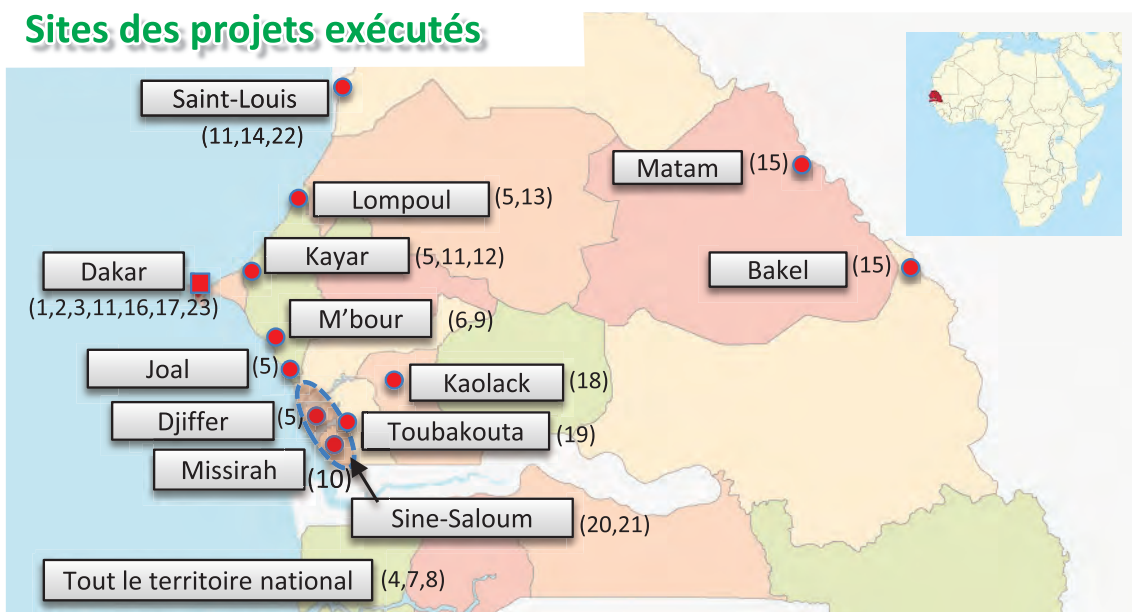 Sites des projets exécutés
Saint-Louis
(11,14,22)
Matam (15)
Lompoul (5,13)
Kayar (5,11,12)
Dakar
(1,2,3,11,16,17,23)
Bakel (15)
M’bour (6,9)
Joal (5)
Kaolack (18)
Djiffer (5)
Toubakouta (19)
Missirah (10)
Sine-Saloum (20,21)
Tout le territoire national (4,7,8)